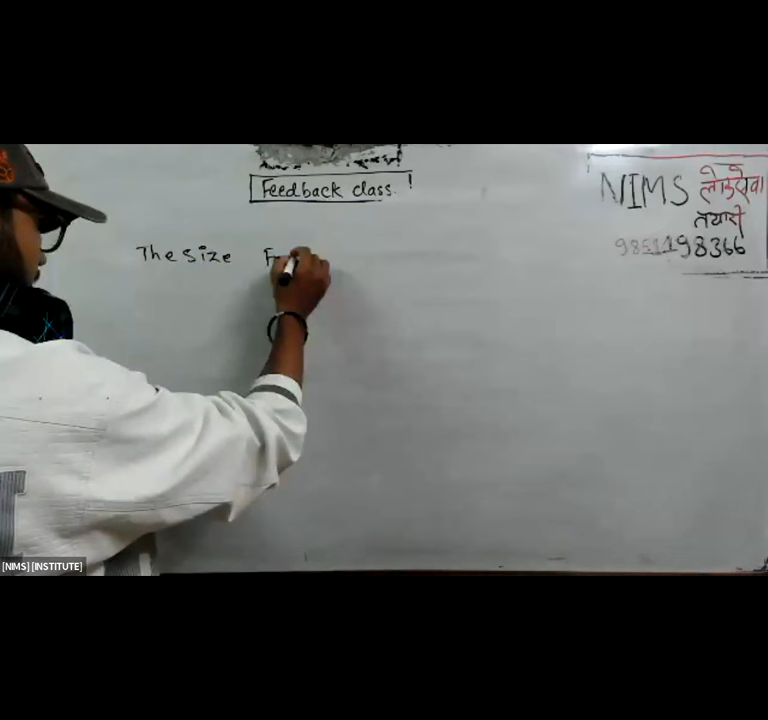 Feedback class !
NIMS लोकसेवा
तयारी
9851198366
The size F
[NIMS] [INSTITUTE]